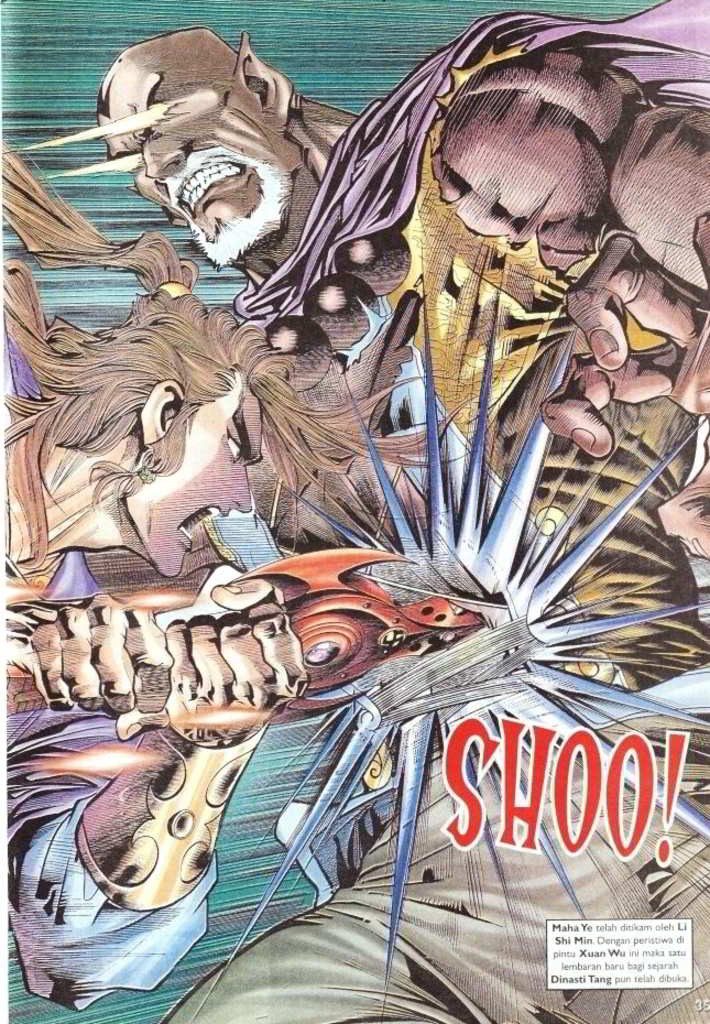 SHOO!
Maha Ye telah ditikam oleh Li
Shi Min. Dengan peristiwa di
pintu Xuan Wu ini maka satu
lembaran baru bagi sejarah
Dinasti Tang pun telah dibuka.
35